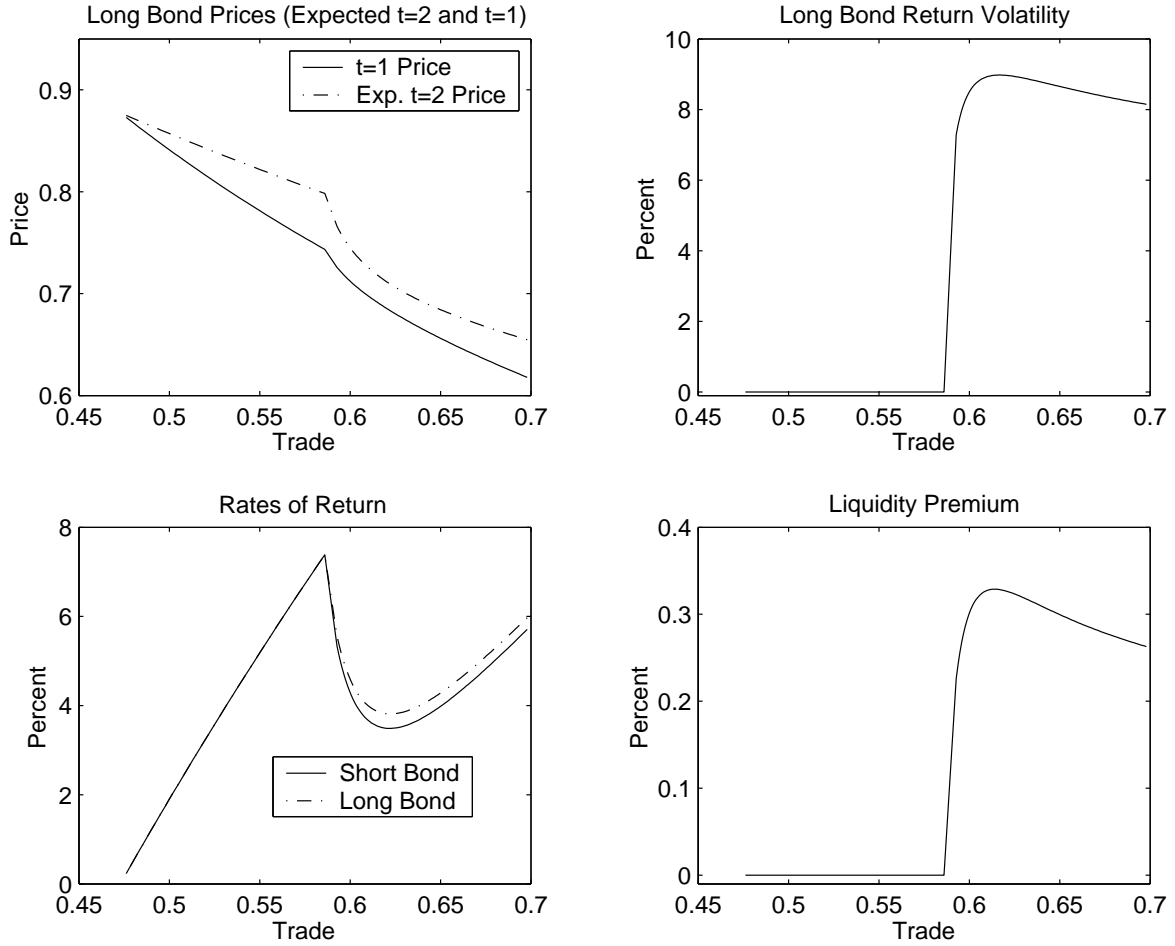 Long Bond Prices (Expected t=2 and t=1)
t=1 Price
Exp. t=2 Price
Price
0.9
0.8
0.7
0.6
0.45 0.5 0.55 0.6 0.65 0.7
Trade
Long Bond Return Volatility
Percent
10
8
6
4
2
0
0.45 0.5 0.55 0.6 0.65 0.7
Trade
Rates of Return
Percent
8
6
4
2
0
Short Bond
Long Bond
0.45 0.5 0.55 0.6 0.65 0.7
Trade
Liquidity Premium
Percent
0.4
0.3
0.2
0.1
0
0.45 0.5 0.55 0.6 0.65 0.7
Trade